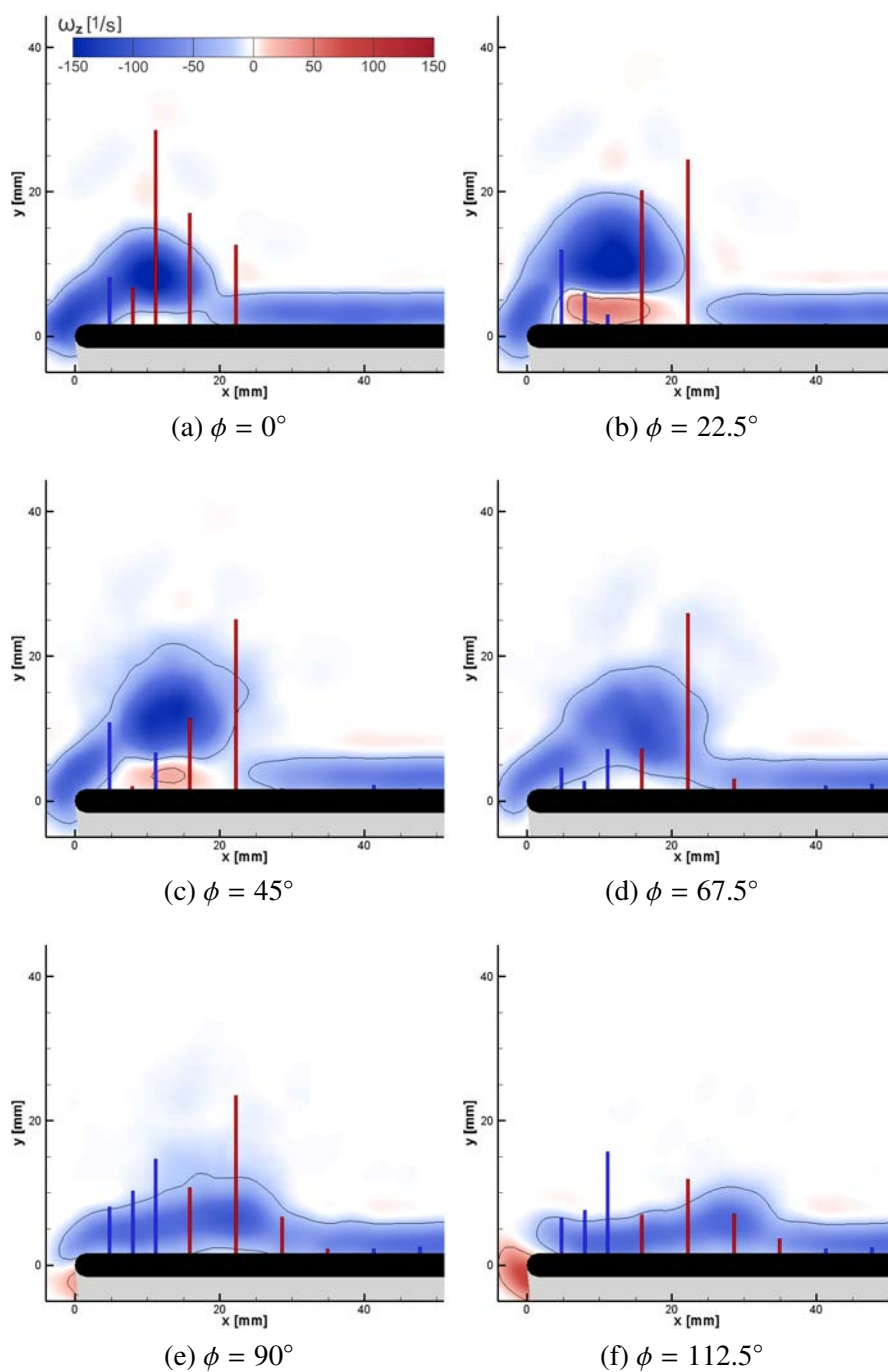 ω_z [1/s]
-150 -100 -50 0 50 100 150
y [mm]
40
20
0
0 20 40
x [mm]
(a) ϕ = 0°
y [mm]
40
20
0
0 20 40
x [mm]
(b) ϕ = 22.5°
y [mm]
40
20
0
0 20 40
x [mm]
(c) ϕ = 45°
y [mm]
40
20
0
0 20 40
x [mm]
(d) ϕ = 67.5°
y [mm]
40
20
0
0 20 40
x [mm]
(e) ϕ = 90°
y [mm]
40
20
0
0 20 40
x [mm]
(f) ϕ = 112.5°